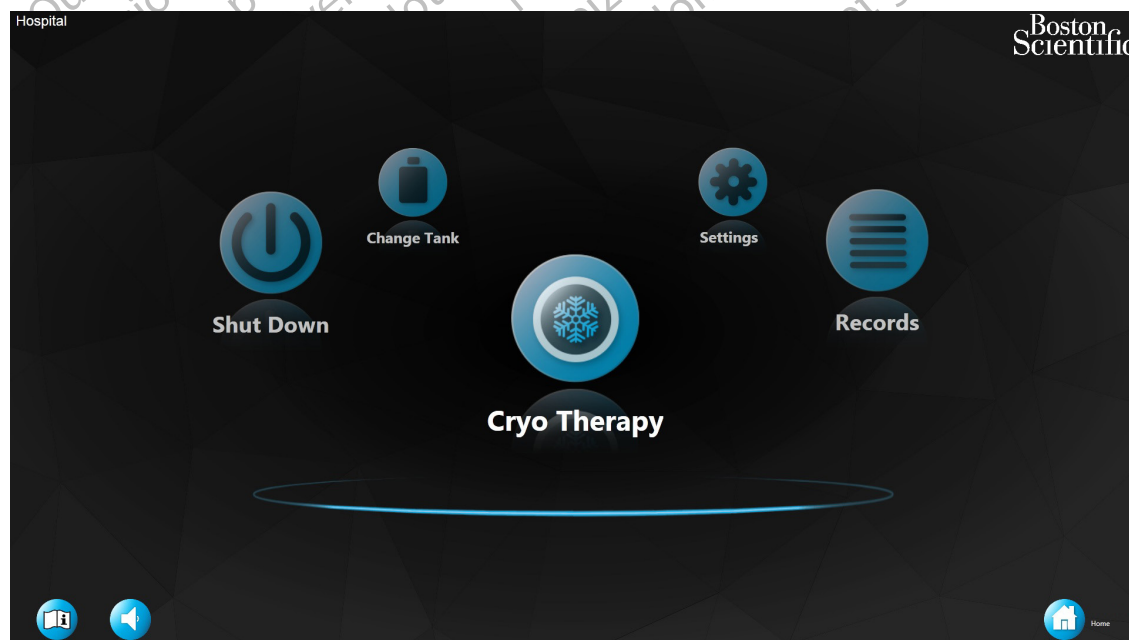 Hospital
Boston
Scientific
Change Tank
Settings
Shut Down
Records
Cryo Therapy
i
Home